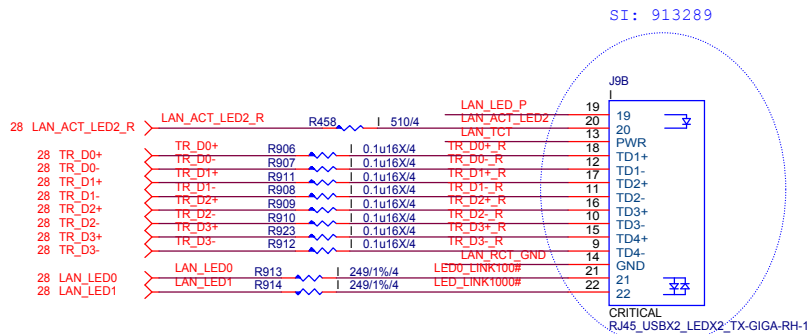 SI: 913289
J9B
I
LAN_LED_P 19 19
28 LAN_ACT_LED2_R LAN_ACT_LED2_R R458 I 510/4 LAN_ACT_LED2 20 20
LAN_TCT 13 PWR
28 TR_D0+ TR_D0+ R906 I 0.1u16X/4 TR_D0+_R 18 TD1+
28 TR_D0- TR_D0- R907 I 0.1u16X/4 TR_D0-_R 12 TD1-
28 TR_D1+ TR_D1+ R911 I 0.1u16X/4 TR_D1+_R 17 TD2+
28 TR_D1- TR_D1- R908 I 0.1u16X/4 TR_D1-_R 11 TD2-
28 TR_D2+ TR_D2+ R909 I 0.1u16X/4 TR_D2+_R 16 TD3+
28 TR_D2- TR_D2- R910 I 0.1u16X/4 TR_D2-_R 10 TD3-
28 TR_D3+ TR_D3+ R923 I 0.1u16X/4 TR_D3+_R 15 TD4+
28 TR_D3- TR_D3- R912 I 0.1u16X/4 TR_D3-_R 9 TD4-
LAN_RCT_GND 14 GND
28 LAN_LED0 LAN_LED0 R913 I 249/1%/4 LED0_LINK100# 21 21
28 LAN_LED1 LAN_LED1 R914 I 249/1%/4 LED_LINK1000# 22 22
CRITICAL
RJ45_USBX2_LEDX2_TX-GIGA-RH-1